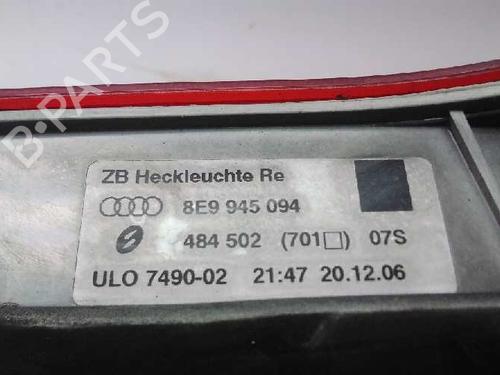 B-PARTS
ZB Heckleuchte Re
8E9 945 094
484 502 (701□) 07S
ULO 7490-02 21:47 20.12.06